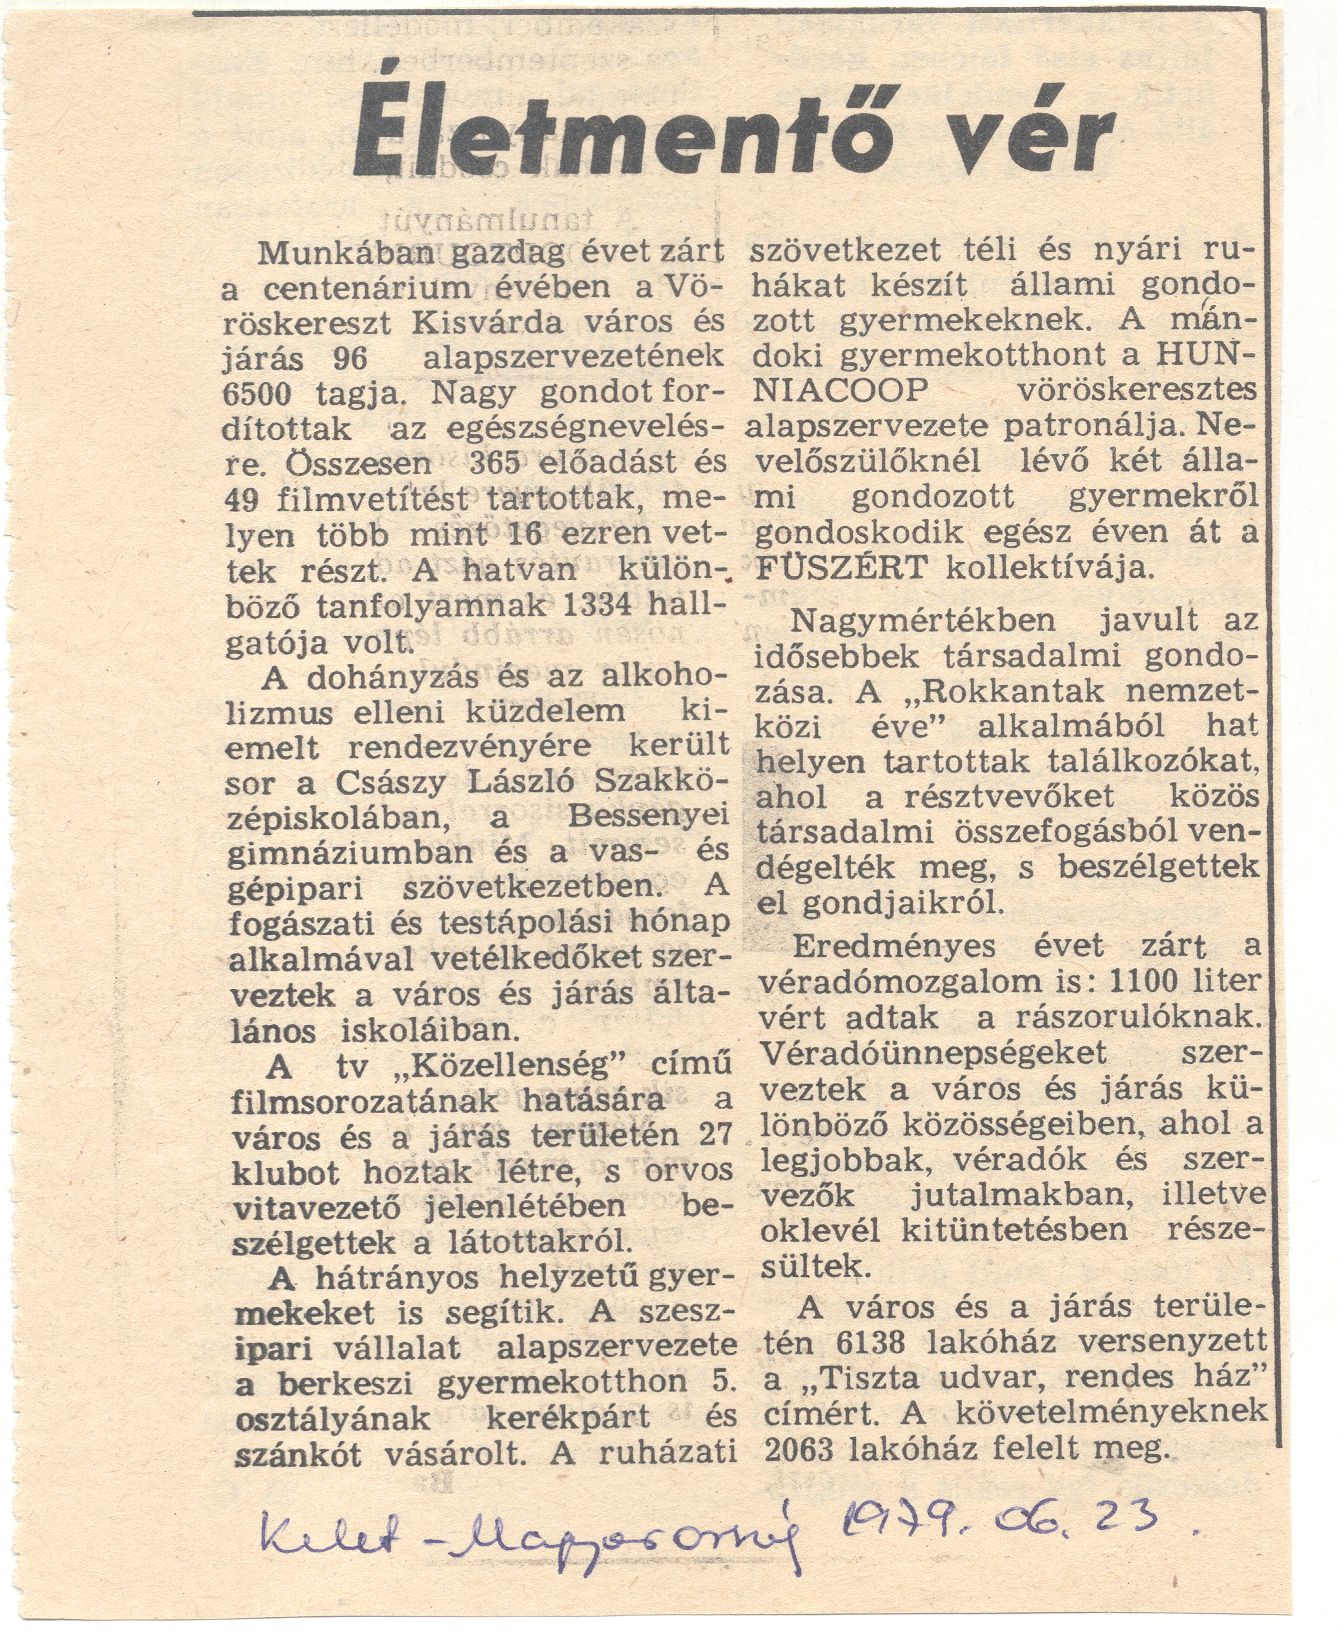 Életmentő vér
Munkában gazdag évet zárt
a centenárium évében a Vö-
röskereszt Kisvárda város és
járás 96 alapszervezetének
6500 tagja. Nagy gondot for-
dítottak az egészségnevelés-
re. Összesen 365 előadást és
49 filmvetítést tartottak, me-
lyen több mint 16 ezren vet-
tek részt. A hatvan külön-
böző tanfolyamnak 1334 hall-
gatója volt.
A dohányzás és az alkoho-
lizmus elleni küzdelem ki-
emelt rendezvényére került
sor a Császy László Szakkö-
zépiskolában, a Bessenyei
gimnáziumban és a vas- és
gépipari szövetkezetben. A
fogászati és testápolási hónap
alkalmával vetélkedőket szer-
veztek a város és járás álta-
lános iskoláiban.
A tv „Közellenség” című
filmsorozatának hatására a
város és a járás területén 27
klubot hoztak létre, s orvos
vitavezető jelenlétében be-
szélgettek a látottakról.
A hátrányos helyzetű gyer-
mekeket is segítik. A szesz-
ipari vállalat alapszervezete
a berkeszi gyermekotthon 5.
osztályának kerékpárt és
szánkót vásárolt. A ruházati
szövetkezet téli és nyári ru-
hákat készít állami gondo-
zott gyermekeknek. A mán-
doki gyermekotthont a HUN-
NIACOOP vöröskeresztes
alapszervezete patronálja. Ne-
velőszülőknél lévő két álla-
mi gondozott gyermekről
gondoskodik egész éven át a
FŰSZÉRT kollektívája.
Nagymértékben javult az
idősebbek társadalmi gondo-
zása. A „Rokkantak nemzet-
közi éve” alkalmából hat
helyen tartottak találkozókat,
ahol a résztvevőket közös
társadalmi összefogásból ven-
dégelték meg, s beszélgettek
el gondjaikról.
Eredményes évet zárt a
véradómozgalom is: 1100 liter
vért adtak a rászorulóknak.
Véradóünnepségeket szer-
veztek a város és járás kü-
lönböző közösségeiben, ahol a
legjobbak, véradók és szer-
vezők jutalmakban, illetve
oklevél kitüntetésben része-
sültek.
A város és a járás terüle-
tén 6138 lakóház versenyzett
a „Tiszta udvar, rendes ház”
címért. A követelményeknek
2063 lakóház felelt meg.
Kelet-Magyarország 1979. 06. 23.